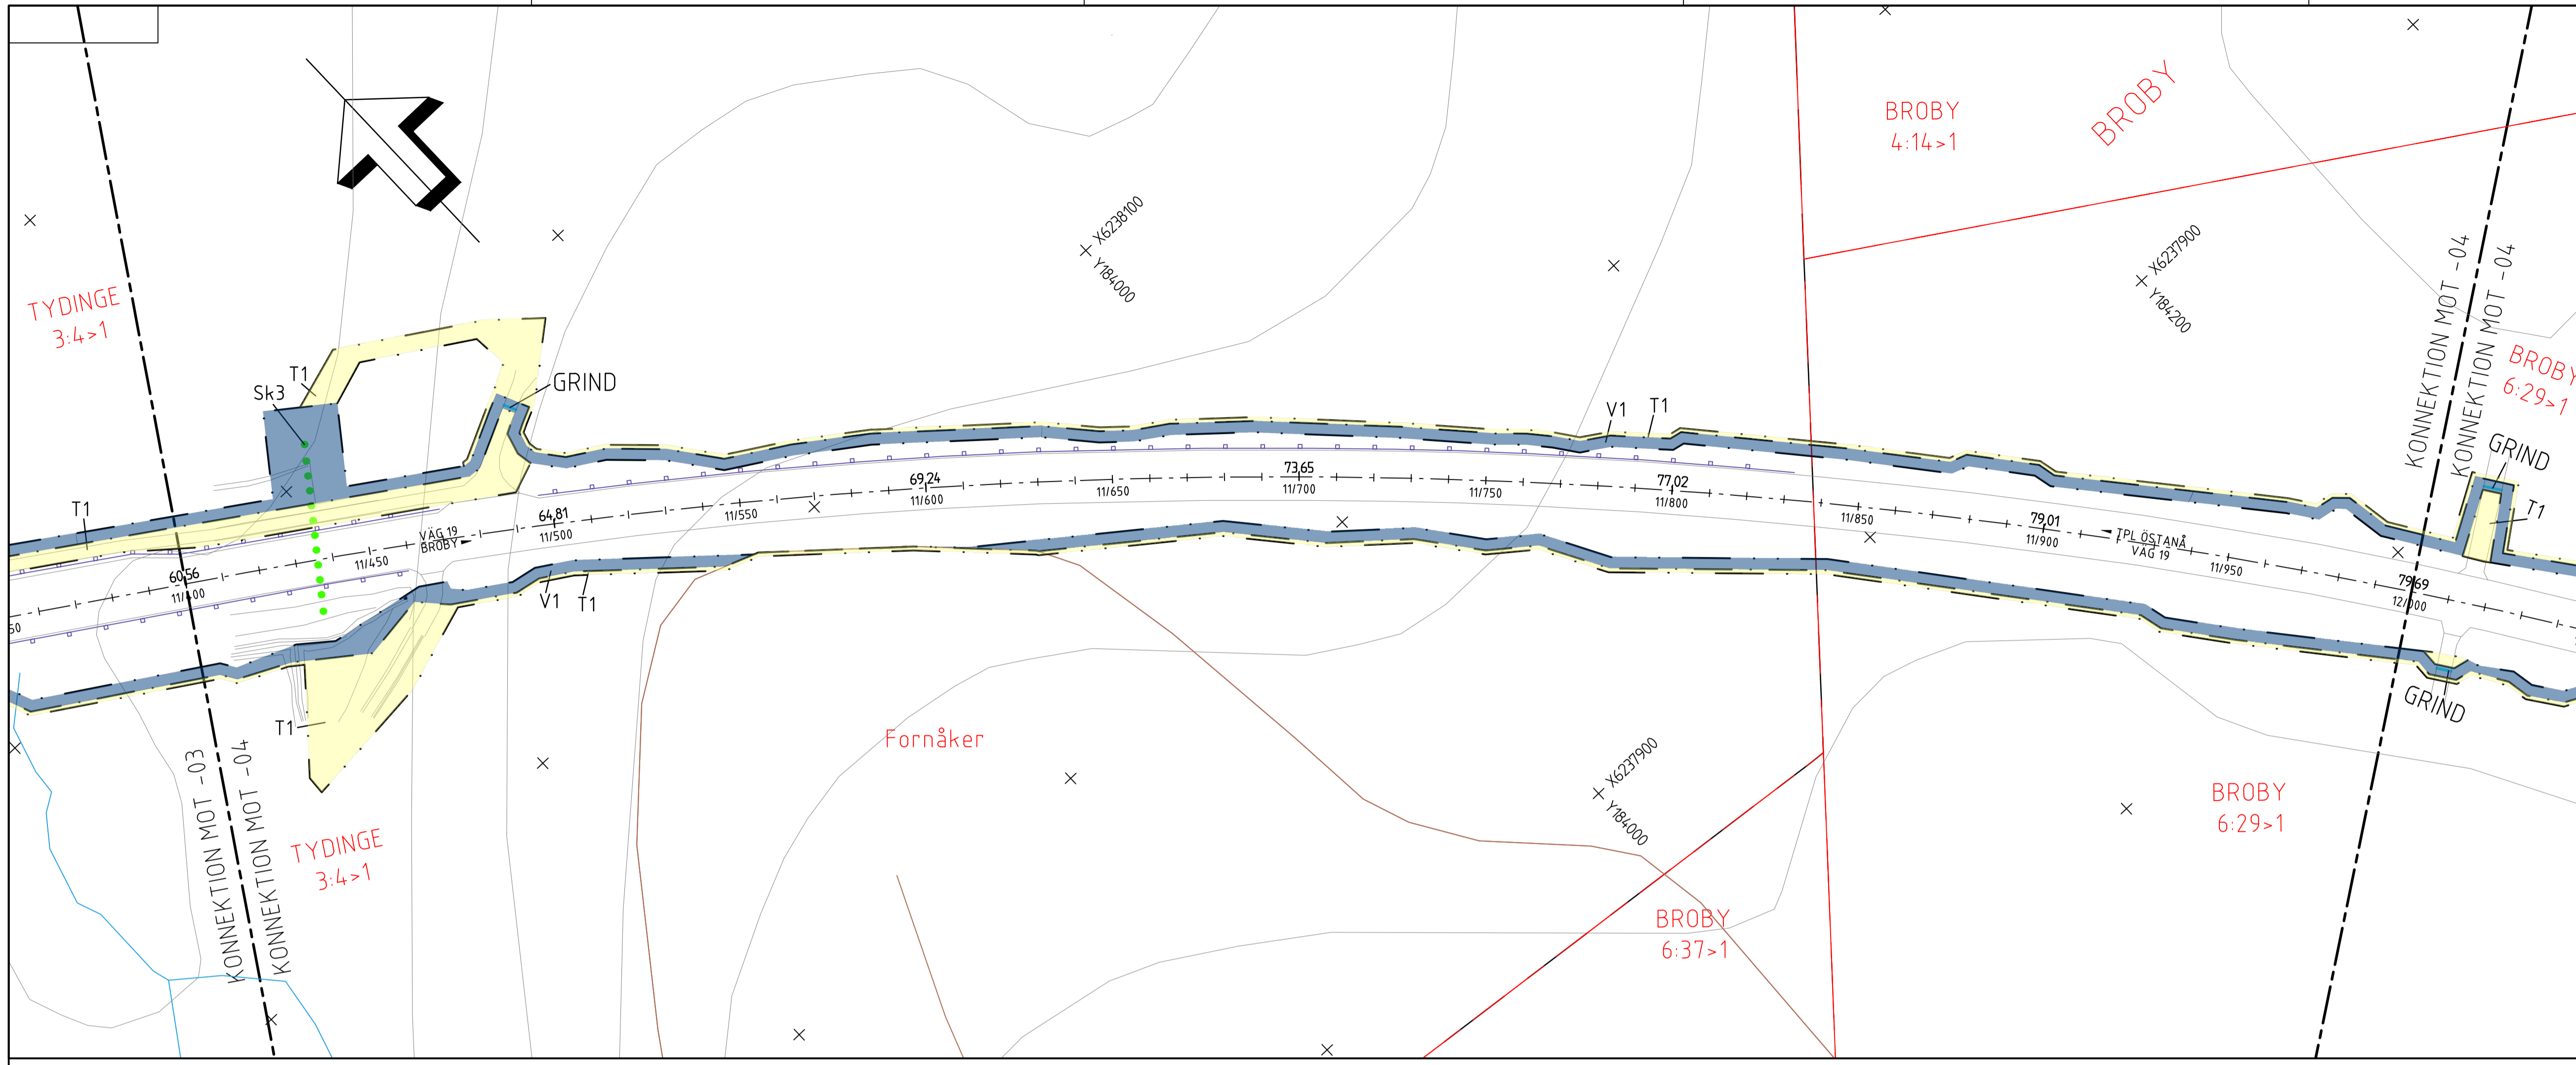 BROBY
4:14>1
BROBY
X6238100
Y184000
X6237900
Y184200
KONNEKTION MOT -04
KONNEKTION MOT -04
TYDINGE
3:4>1
BROBY
6:29>1
T1
Sk3
GRIND
V1
T1
GRIND
T1
T1
69,24
11/600
11/650
73,65
11/700
11/750
77,02
11/800
11/850
79,01
11/900
TPL ÖSTANÅ
VÄG 19
11/950
79,69
12/000
64,81
11/500
11/550
VÄG 19
BROBY
11/450
60,56
11/400
50
V1
T1
T1
GRIND
Fornåker
X6237900
Y184000
KONNEKTION MOT -03
KONNEKTION MOT -04
TYDINGE
3:4>1
BROBY
6:29>1
BROBY
6:37>1